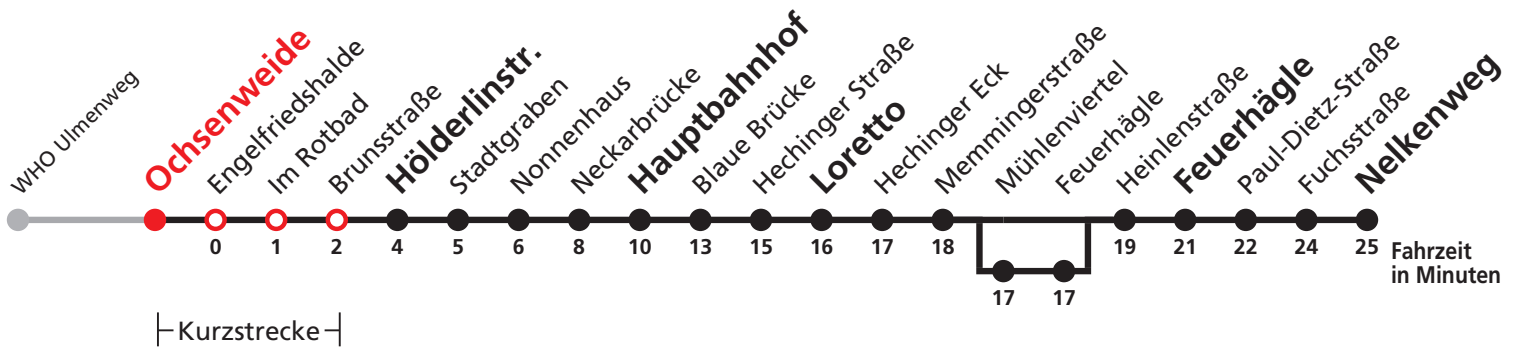 WHO Ulmenweg
Ochsenweide
Engelfriedshalde
Im Rotbad
Brunsstraße
Hölderlinstr.
Stadtgraben
Nonnenhaus
Neckarbrücke
Hauptbahnhof
Blaue Brücke
Hechinger Straße
Loretto
Hechinger Eck
Memmingerstraße
Mühlenviertel
Feuerhägle
Heinlenstraße
Feuerhägle
Paul-Dietz-Straße
Fuchsstraße
Nelkenweg
0 1 2 4 5 6 8 10 13 15 16 17 18 19 21 22 24 25
Fahrzeit
in Minuten
17 17
Kurzstrecke